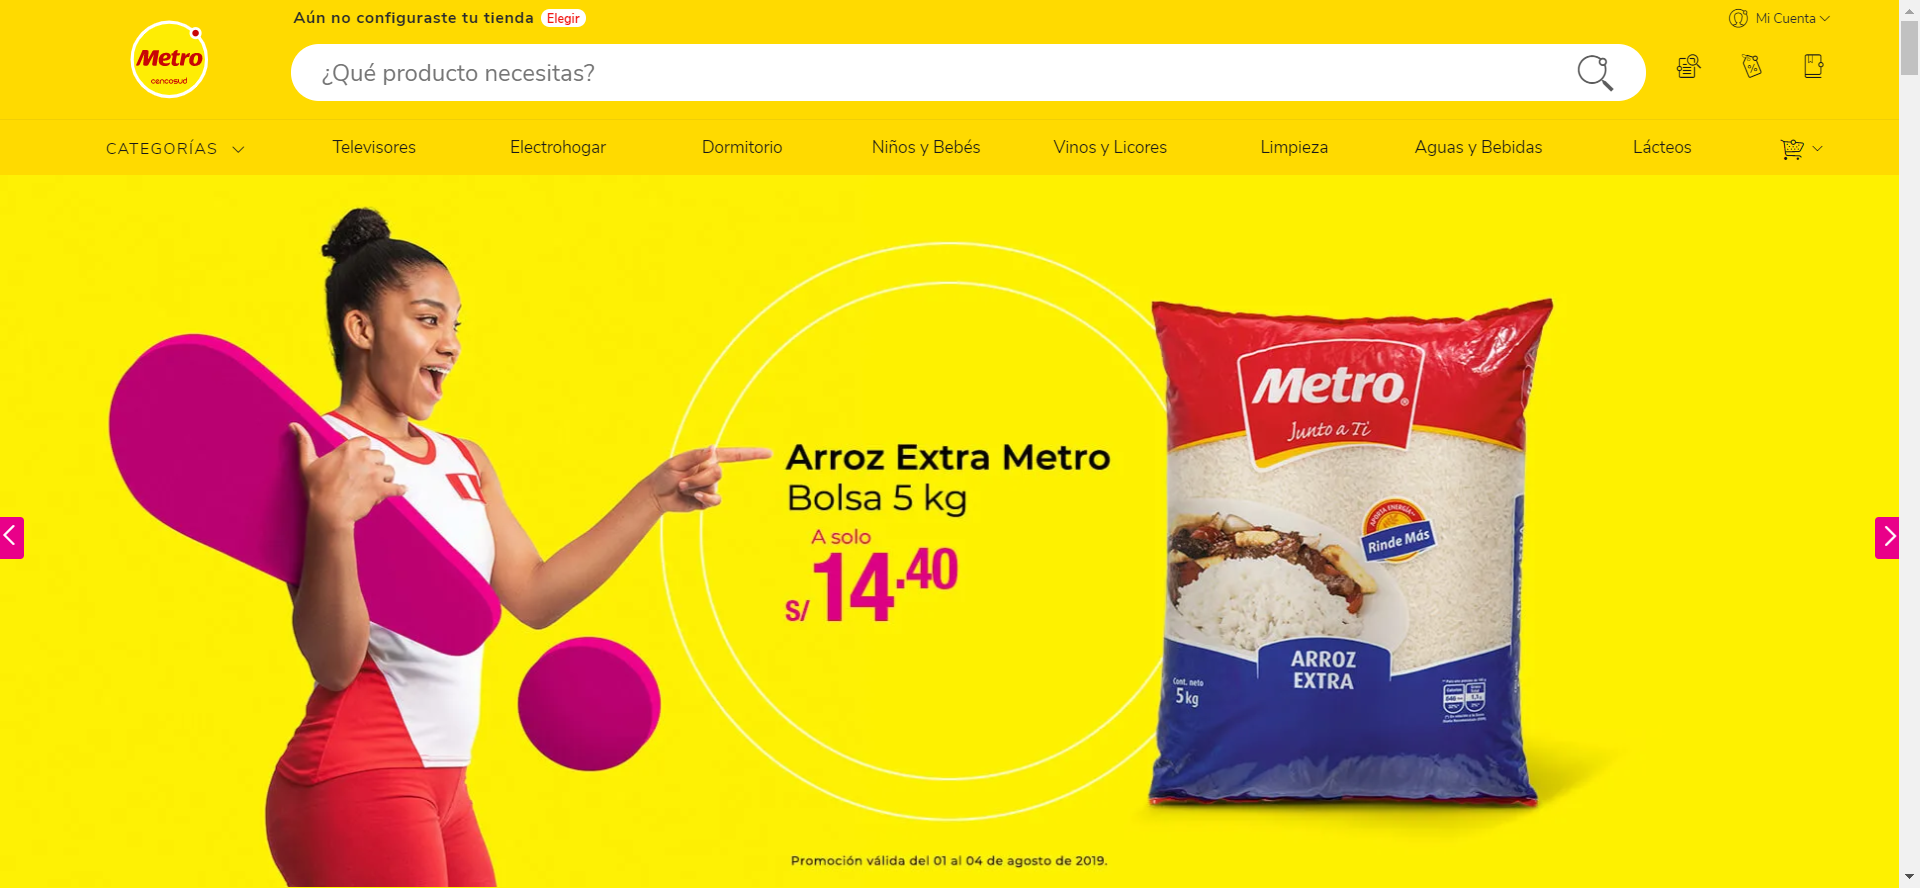 Aún no configuraste tu tienda Elegir
Mi Cuenta
Metro
cencosud
¿Qué producto necesitas?
CATEGORÍAS
Televisores
Electrohogar
Dormitorio
Niños y Bebés
Vinos y Licores
Limpieza
Aguas y Bebidas
Lácteos
Arroz Extra Metro
Bolsa 5 kg
A solo
S/ 14.40
Metro®
Junto a Ti
APORTA ENERGÍA
Rinde Más
ARROZ
EXTRA
Cont. neto
5 kg
Promoción válida del 01 al 04 de agosto de 2019.